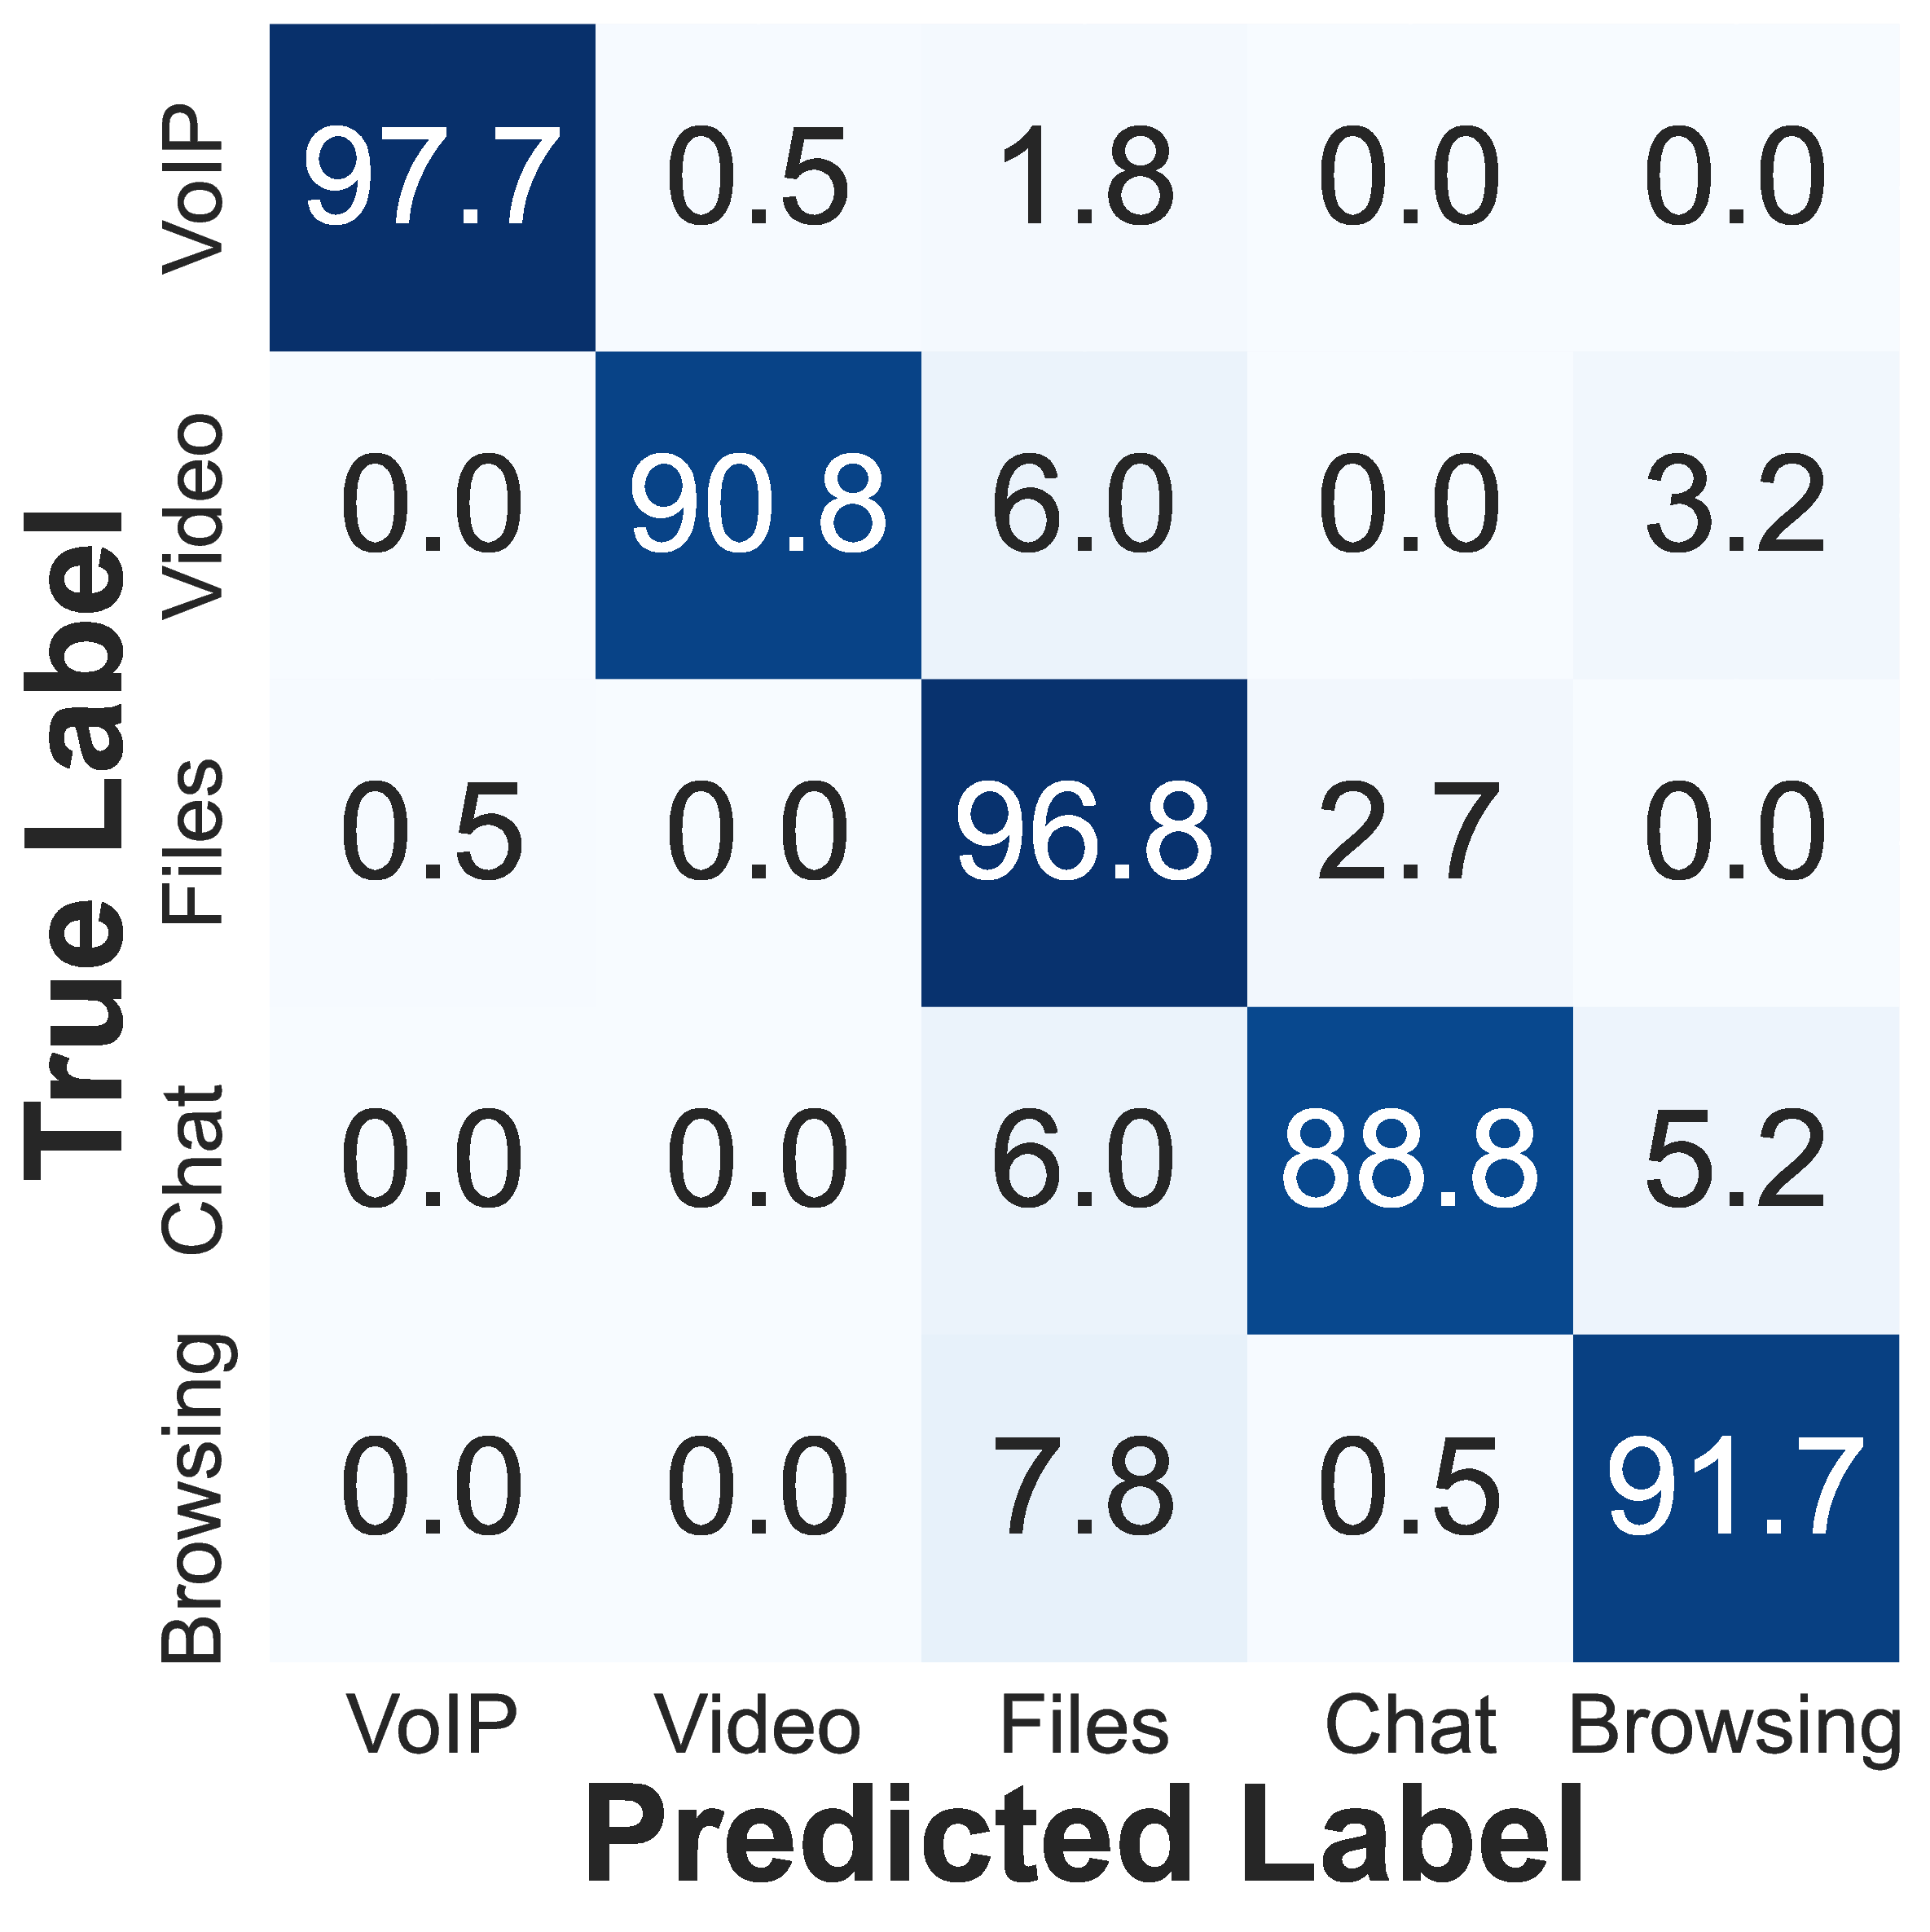 True Label
VoIP 97.7 0.5 1.8 0.0 0.0
Video 0.0 90.8 6.0 0.0 3.2
Files 0.5 0.0 96.8 2.7 0.0
Chat 0.0 0.0 6.0 88.8 5.2
Browsing 0.0 0.0 7.8 0.5 91.7
VoIP Video Files Chat Browsing
Predicted Label